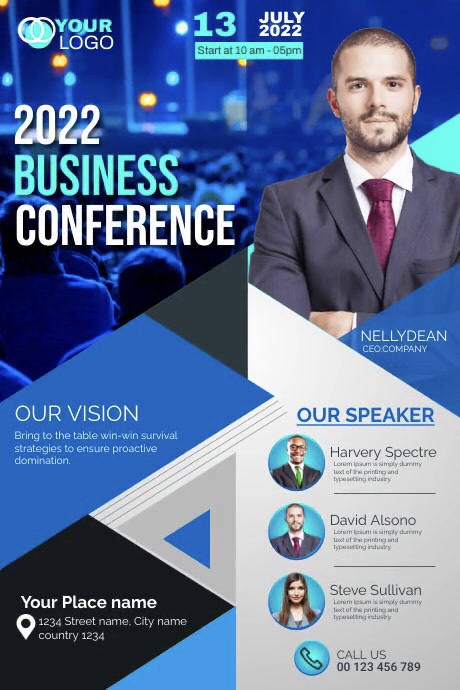 YOUR
LOGO
13 JULY
2022
Start at 10 am - 05pm
2022
BUSINESS
CONFERENCE
NELLYDEAN
CEO.COMPANY
OUR VISION
Bring to the table win-win survival
strategies to ensure proactive
domination.
OUR SPEAKER
Harvery Spectre
Lorem Ipsum is simply dummy
text of the printing and
typesetting industry.
David Alsono
Lorem Ipsum is simply dummy
text of the printing and
typesetting industry.
Steve Sullivan
Lorem Ipsum is simply dummy
text of the printing and
typesetting industry.
Your Place name
1234 Street name, City name
country 1234
CALL US
00 123 456 789